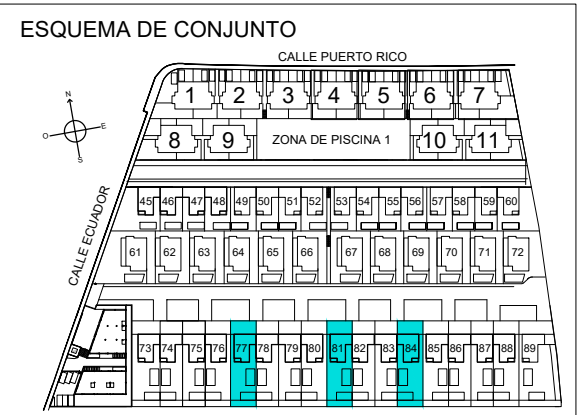 ESQUEMA DE CONJUNTO
CALLE PUERTO RICO
1 2 3 4 5 6 7
N
O E
S
8 9 ZONA DE PISCINA 1 10 11
CALLE ECUADOR
45 46 47 48 49 50 51 52 53 54 55 56 57 58 59 60
61 62 63 64 65 66 67 68 69 70 71 72
73 74 75 76 77 78 79 80 81 82 83 84 85 86 87 88 89